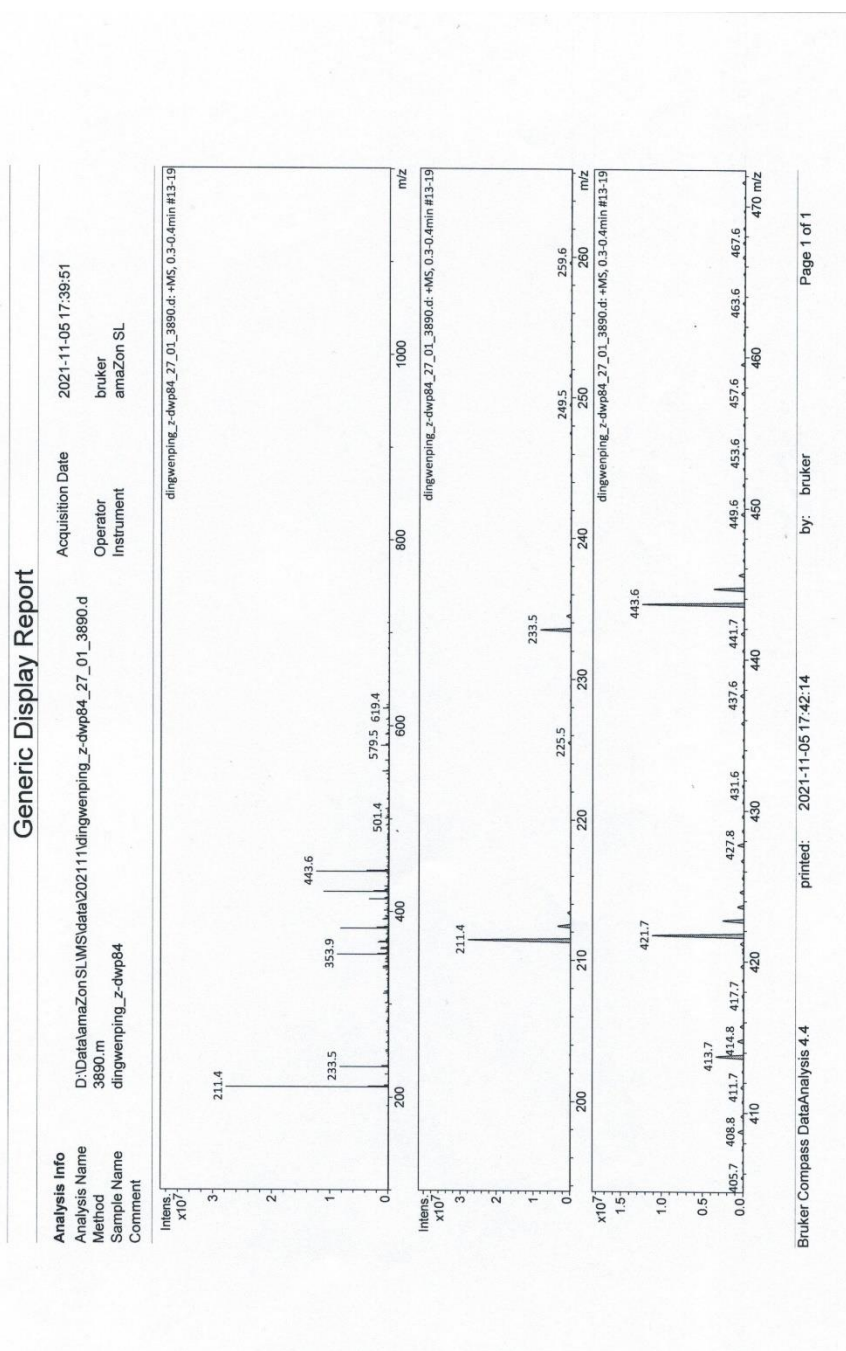 Generic Display Report
Analysis Info
Acquisition Date 2021-11-05 17:39:51
Analysis Name D:\Data\amaZonSL\MS\data\202111\dingwenping_z-dwp84_27_01_3890.d
Method 3890.m
Operator bruker
Sample Name dingwenping_z-dwp84
Instrument amaZon SL
Comment
Intens.
x10⁷
dingwenping_z-dwp84_27_01_3890.d: +MS, 0.3-0.4min #13-19
3
2
1
0
211.4
233.5
353.9
443.6
501.4
579.5
619.4
200
400
600
800
1000
m/z
Intens.
x10⁷
dingwenping_z-dwp84_27_01_3890.d: +MS, 0.3-0.4min #13-19
3
2
1
0
211.4
225.5
233.5
249.5
259.6
200
210
220
230
240
250
260
m/z
x10⁷
dingwenping_z-dwp84_27_01_3890.d: +MS, 0.3-0.4min #13-19
1.5
1.0
0.5
0.0
405.7
408.8
411.7
413.7
414.8
417.7
421.7
427.8
431.6
437.6
441.7
443.6
449.6
453.6
457.6
463.6
467.6
410
420
430
440
450
460
470 m/z
Bruker Compass DataAnalysis 4.4
printed: 2021-11-05 17:42:14
by: bruker
Page 1 of 1